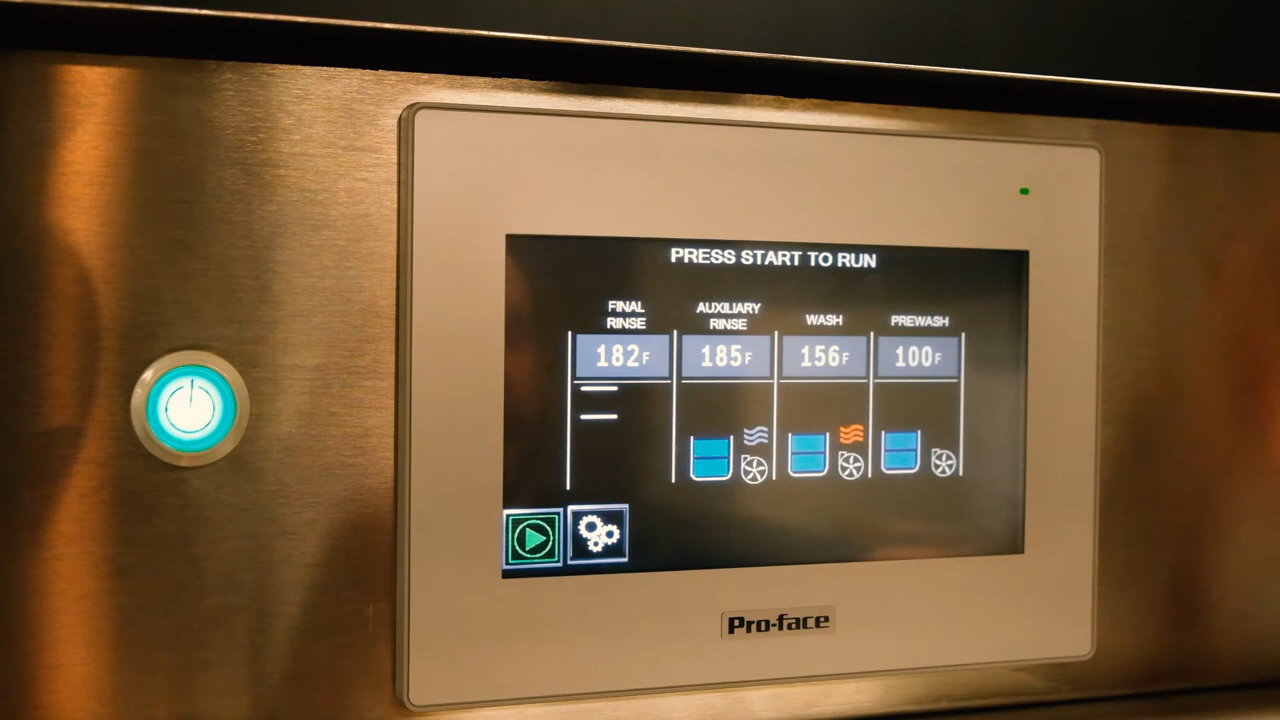 PRESS START TO RUN
FINAL
RINSE
AUXILIARY
RINSE
WASH
PREWASH
182F
185F
156F
100F
Pro-face